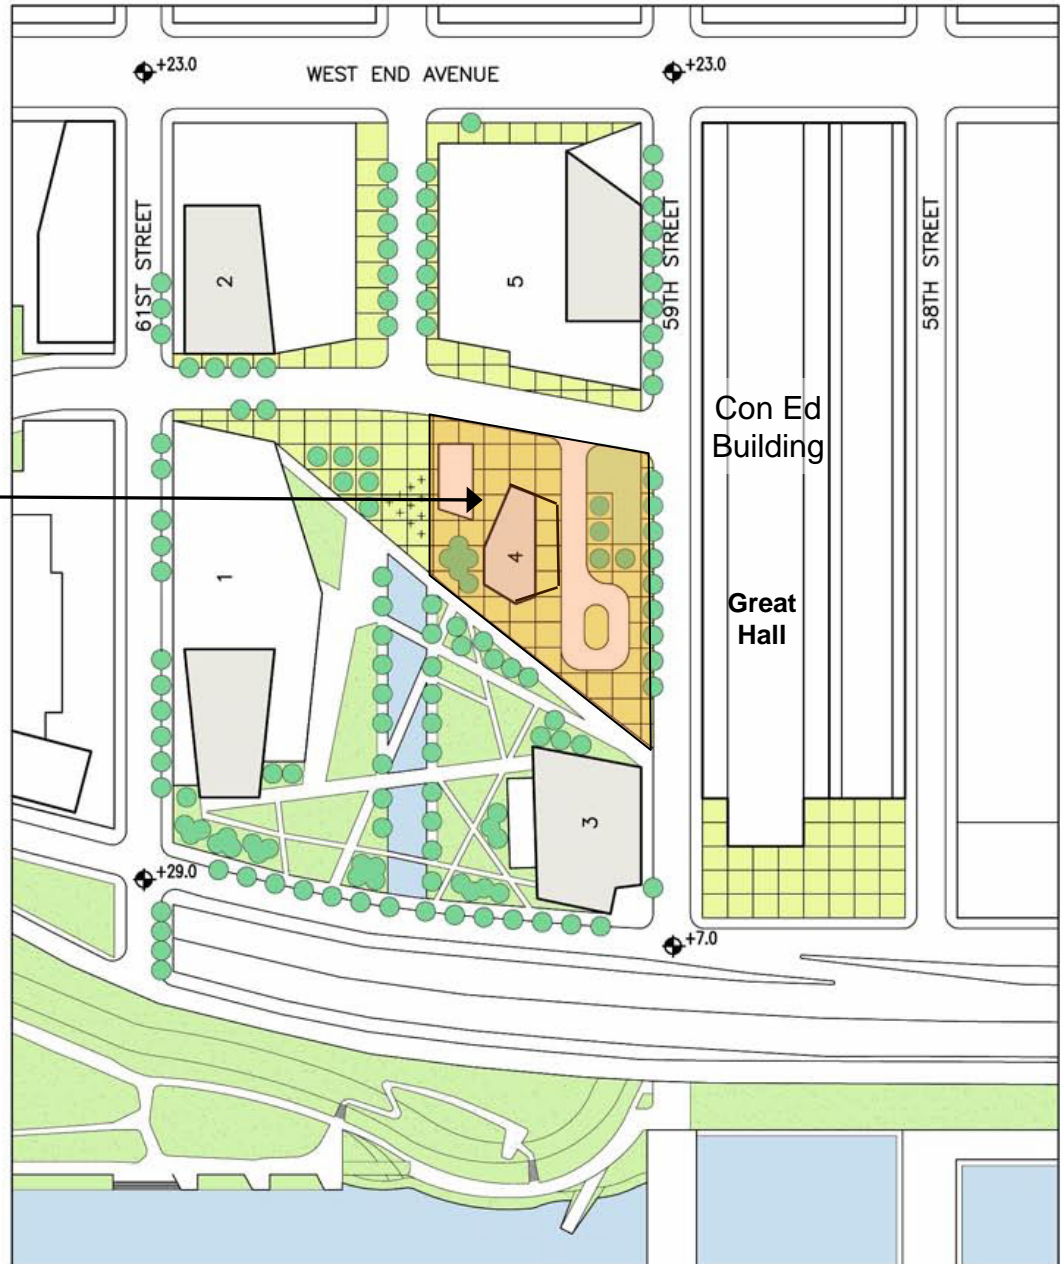 +23.0
WEST END AVENUE
+23.0
61ST STREET
2
5
59TH STREET
58TH STREET
Con Ed
Building
4
1
Great
Hall
3
+29.0
+7.0